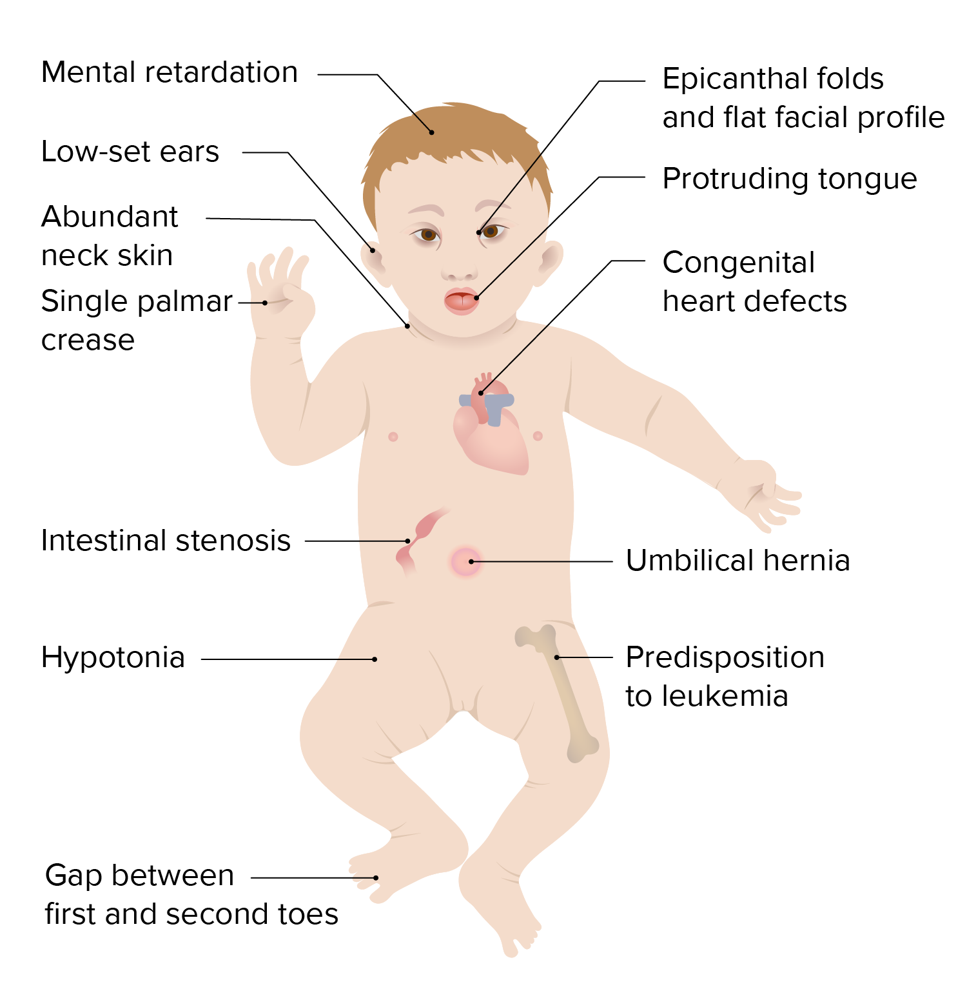 Mental retardation
Low-set ears
Abundant
neck skin
Single palmar
crease
Intestinal stenosis
Hypotonia
Gap between
first and second toes
Epicanthal folds
and flat facial profile
Protruding tongue
Congenital
heart defects
Umbilical hernia
Predisposition
to leukemia